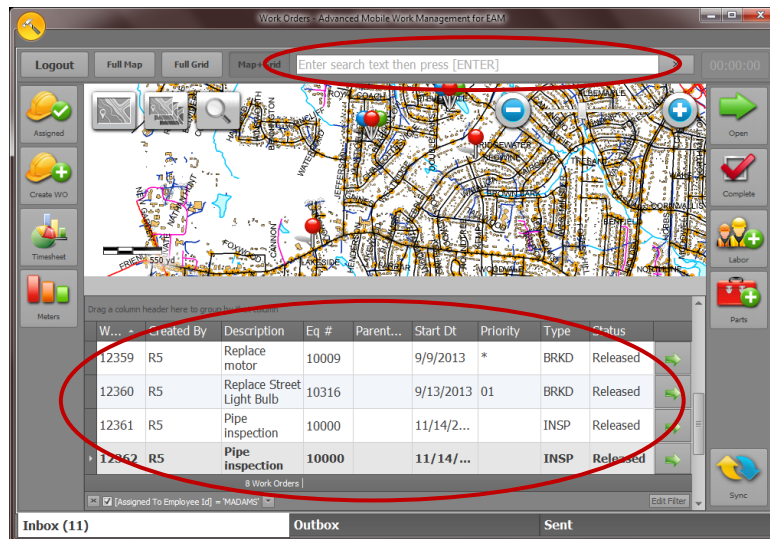 Work Orders - Advanced Mobile Work Management for EAM
Logout
Full Map
Full Grid
Map+Grid
Enter search text then press [ENTER]
00:00:00
Assigned
Create WO
Timesheet
Meters
Open
Complete
Labor
Parts
Sync
RIDGEWATER
FOXWOOD
CANNON
LAKESIDE
WOODVALE
550 yd
Drag a column header here to group by that column
W... Created By Description Eq # Parent... Start Dt Priority Type Status
12359 R5 Replace motor 10009 9/9/2013 * BRKD Released
12360 R5 Replace Street Light Bulb 10316 9/13/2013 01 BRKD Released
12361 R5 Pipe inspection 10000 11/14/2... INSP Released
12362 R5 Pipe inspection 10000 11/14/... INSP Released
8 Work Orders
[Assigned To Employee Id] = 'MADAMS'
Edit Filter
Inbox (11)
Outbox
Sent